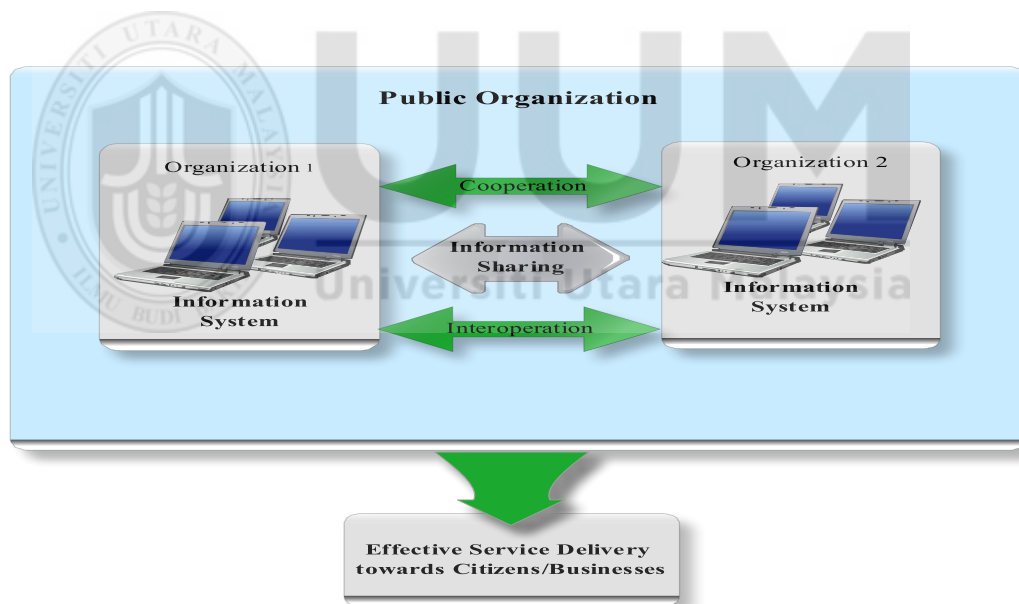 UNIVERSITI UTARA MALAYSIA
UUM
Public Organization
Organization 1
Organization 2
Cooperation
Information
Sharing
Universiti Utara Malaysia
Information
System
Information
System
Interoperation
ILMU BUDI
Effective Service Delivery
towards Citizens/Businesses